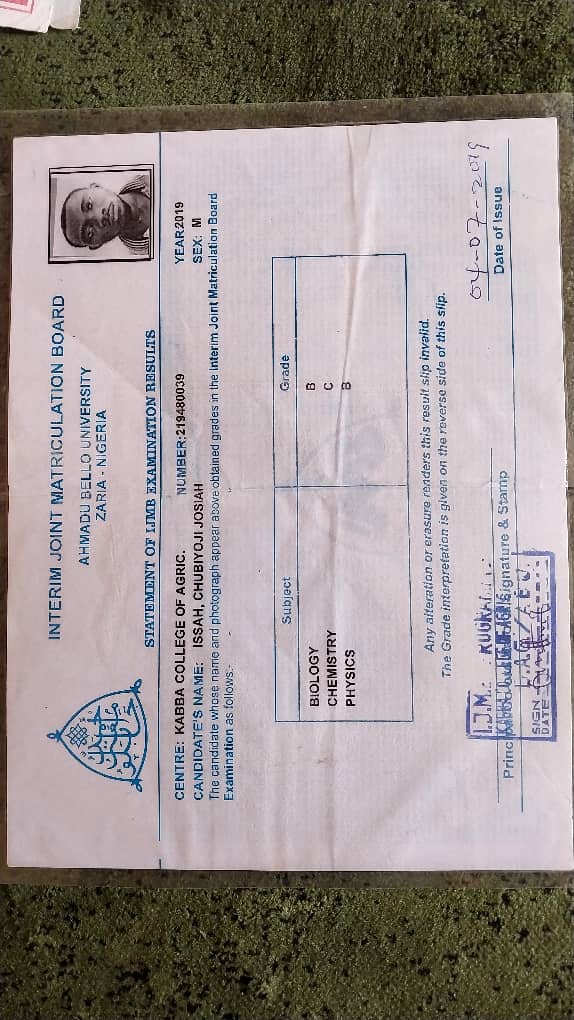 INTERIM JOINT MATRICULATION BOARD
AHMADU BELLO UNIVERSITY
ZARIA - NIGERIA
STATEMENT OF IJMB EXAMINATION RESULTS
CENTRE: KABBA COLLEGE OF AGRIC. NUMBER:219480039 YEAR2019
CANDIDATE'S NAME: ISSAH, CHUBIYOJI JOSIAH SEX: M
The candidate whose name and photograph appear above obtained grades in the Interim Joint Matriculation Board
Examination as follows:-
Subject Grade
BIOLOGY B
CHEMISTRY C
PHYSICS B
Any alteration or erasure renders this result slip invalid.
The Grade interpretation is given on the reverse side of this slip.
I.J.M.
SIGN
DATE
Signature & Stamp
04-07-2019
Date of Issue